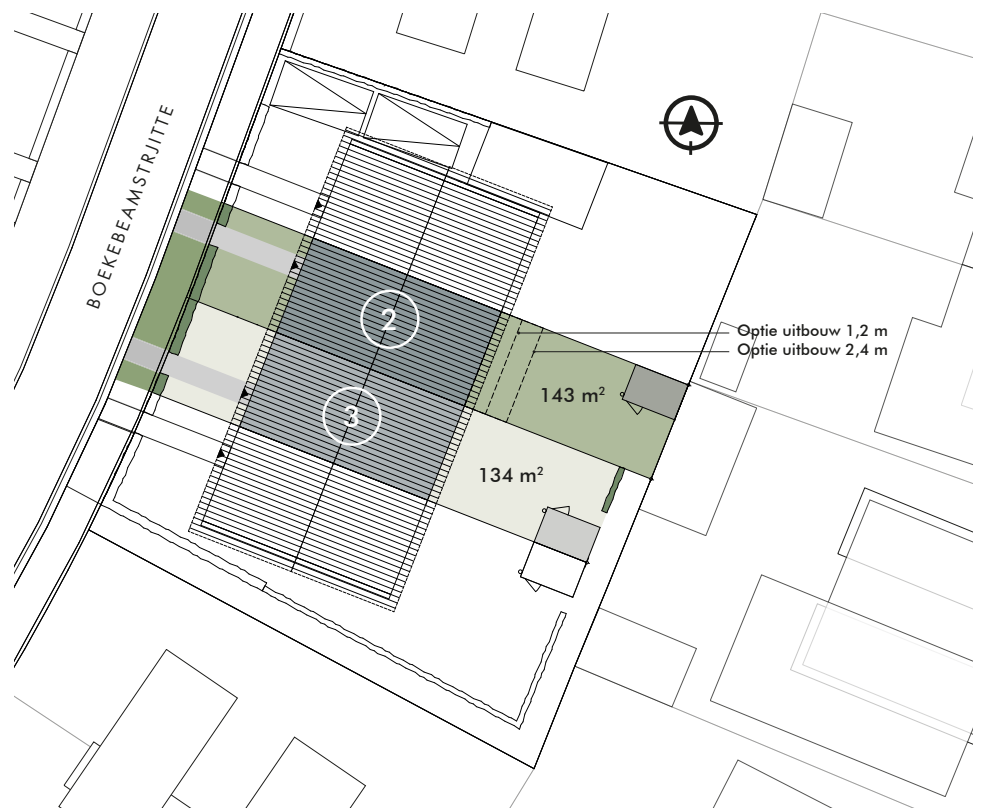 BOEKEBEAMSTRJITTE
2
Optie uitbouw 1,2 m
Optie uitbouw 2,4 m
143 m²
3
134 m²